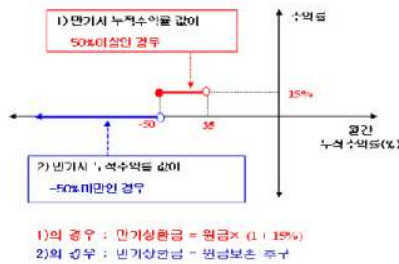 1) 만기시 누적수익률 값이
50%이상인 경우
수익률
15%
-50
35
월간
누적수익률(%)
2) 만기시 누적수익률 값이
-50%미만인 경우
1)의 경우 : 만기상환금 = 원금× (1 + 15%)
2)의 경우 : 만기상환금 = 원금보존 추구